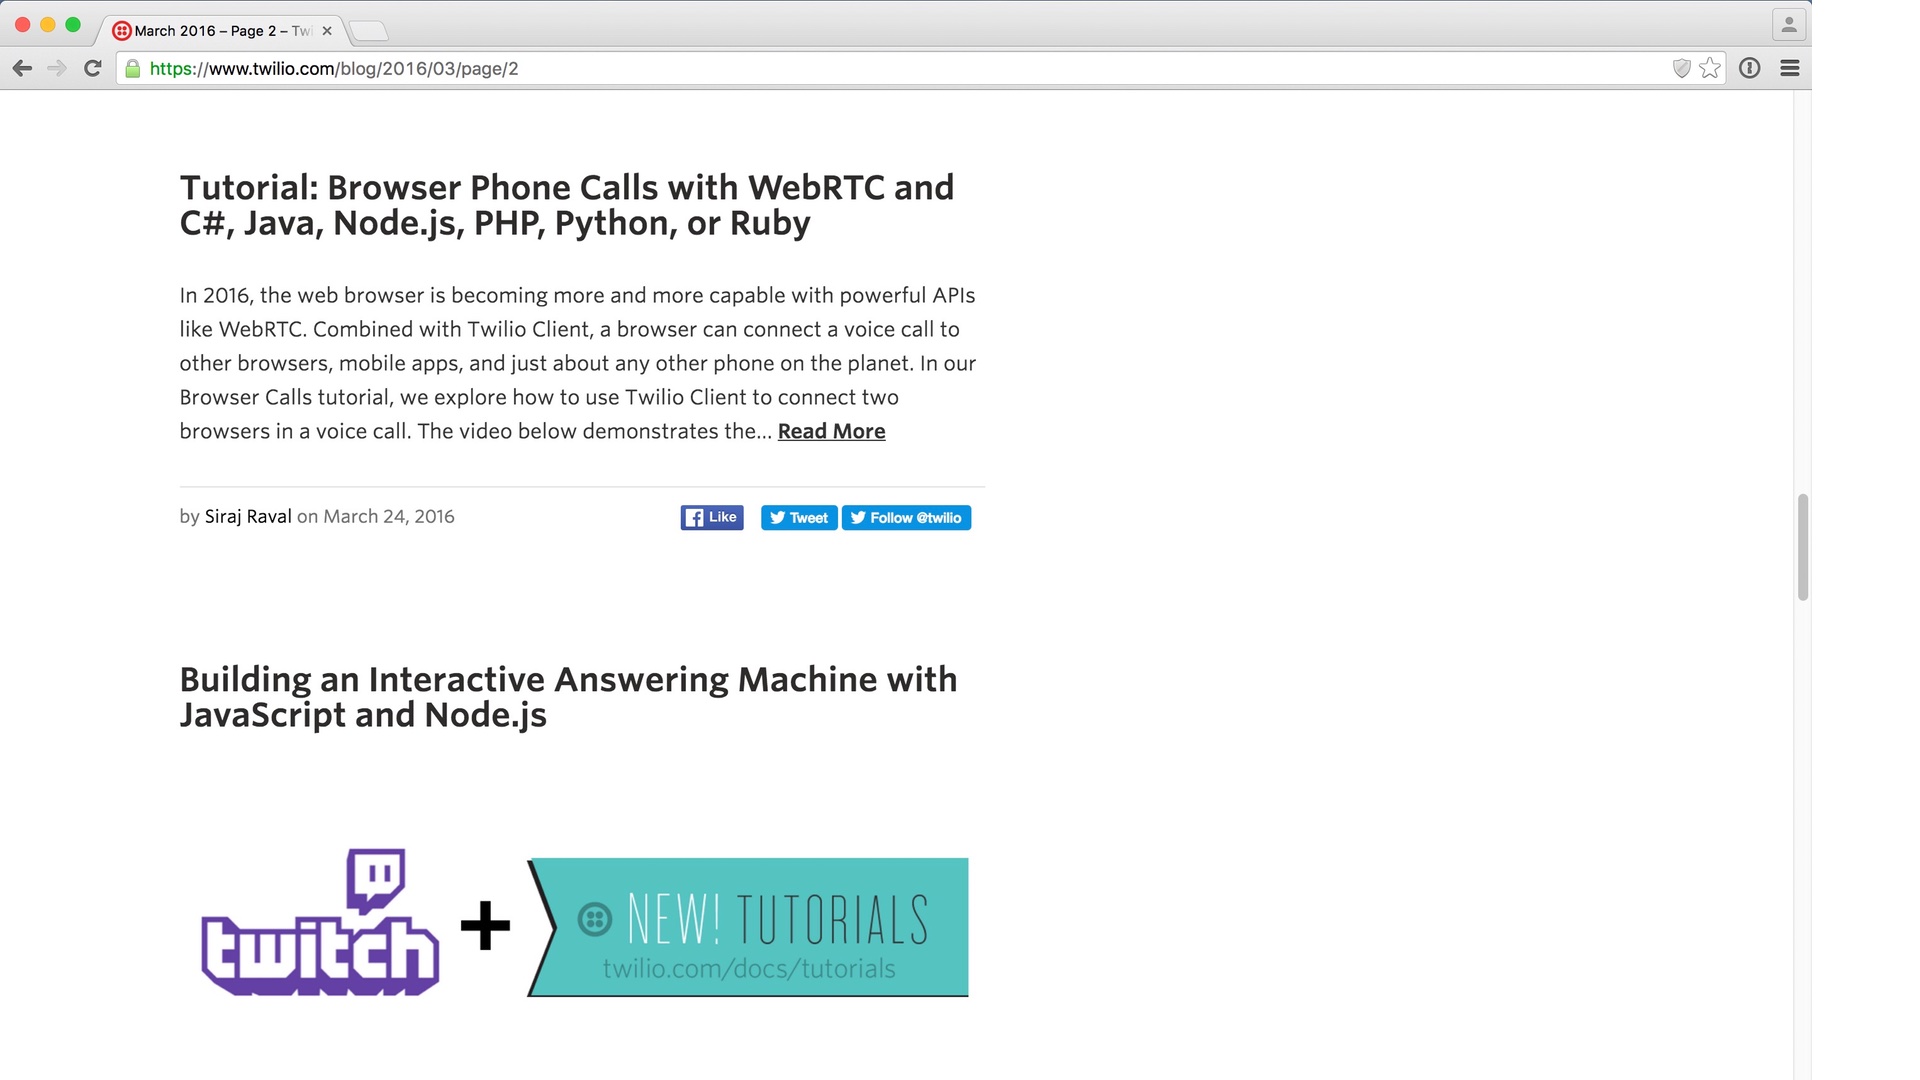 March 2016 – Page 2 – Twi
https://www.twilio.com/blog/2016/03/page/2
Tutorial: Browser Phone Calls with WebRTC and
C#, Java, Node.js, PHP, Python, or Ruby
In 2016, the web browser is becoming more and more capable with powerful APIs
like WebRTC. Combined with Twilio Client, a browser can connect a voice call to
other browsers, mobile apps, and just about any other phone on the planet. In our
Browser Calls tutorial, we explore how to use Twilio Client to connect two
browsers in a voice call. The video below demonstrates the... Read More
by Siraj Raval on March 24, 2016
Like Tweet Follow @twilio
Building an Interactive Answering Machine with
JavaScript and Node.js
twitch + NEW! TUTORIALS
twilio.com/docs/tutorials